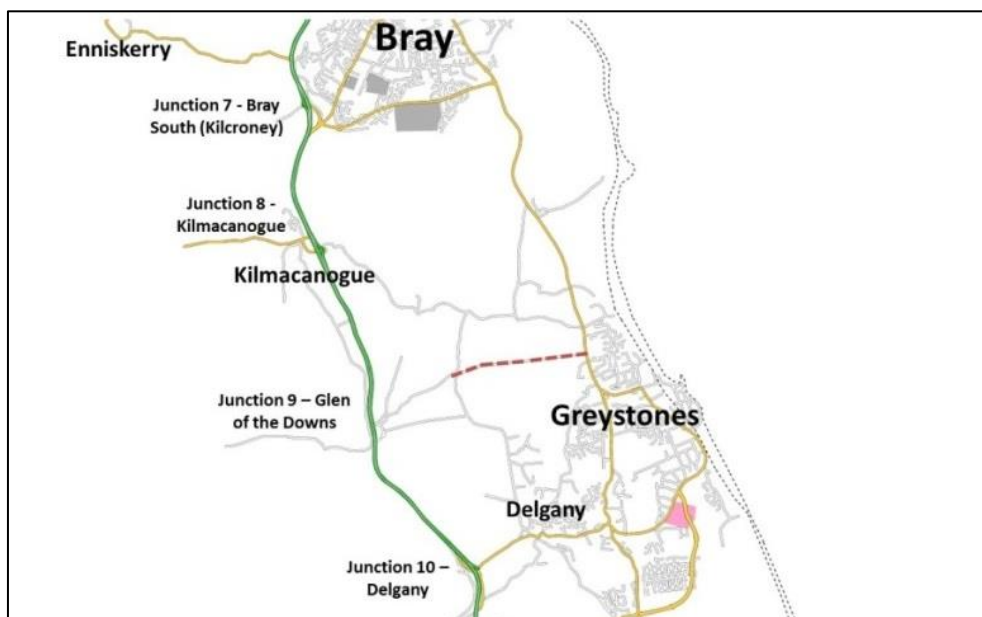 Bray
Enniskerry
Junction 7 - Bray
South (Kilcroney)
Junction 8 -
Kilmacanogue
Kilmacanogue
Junction 9 – Glen
of the Downs
Greystones
Delgany
Junction 10 –
Delgany